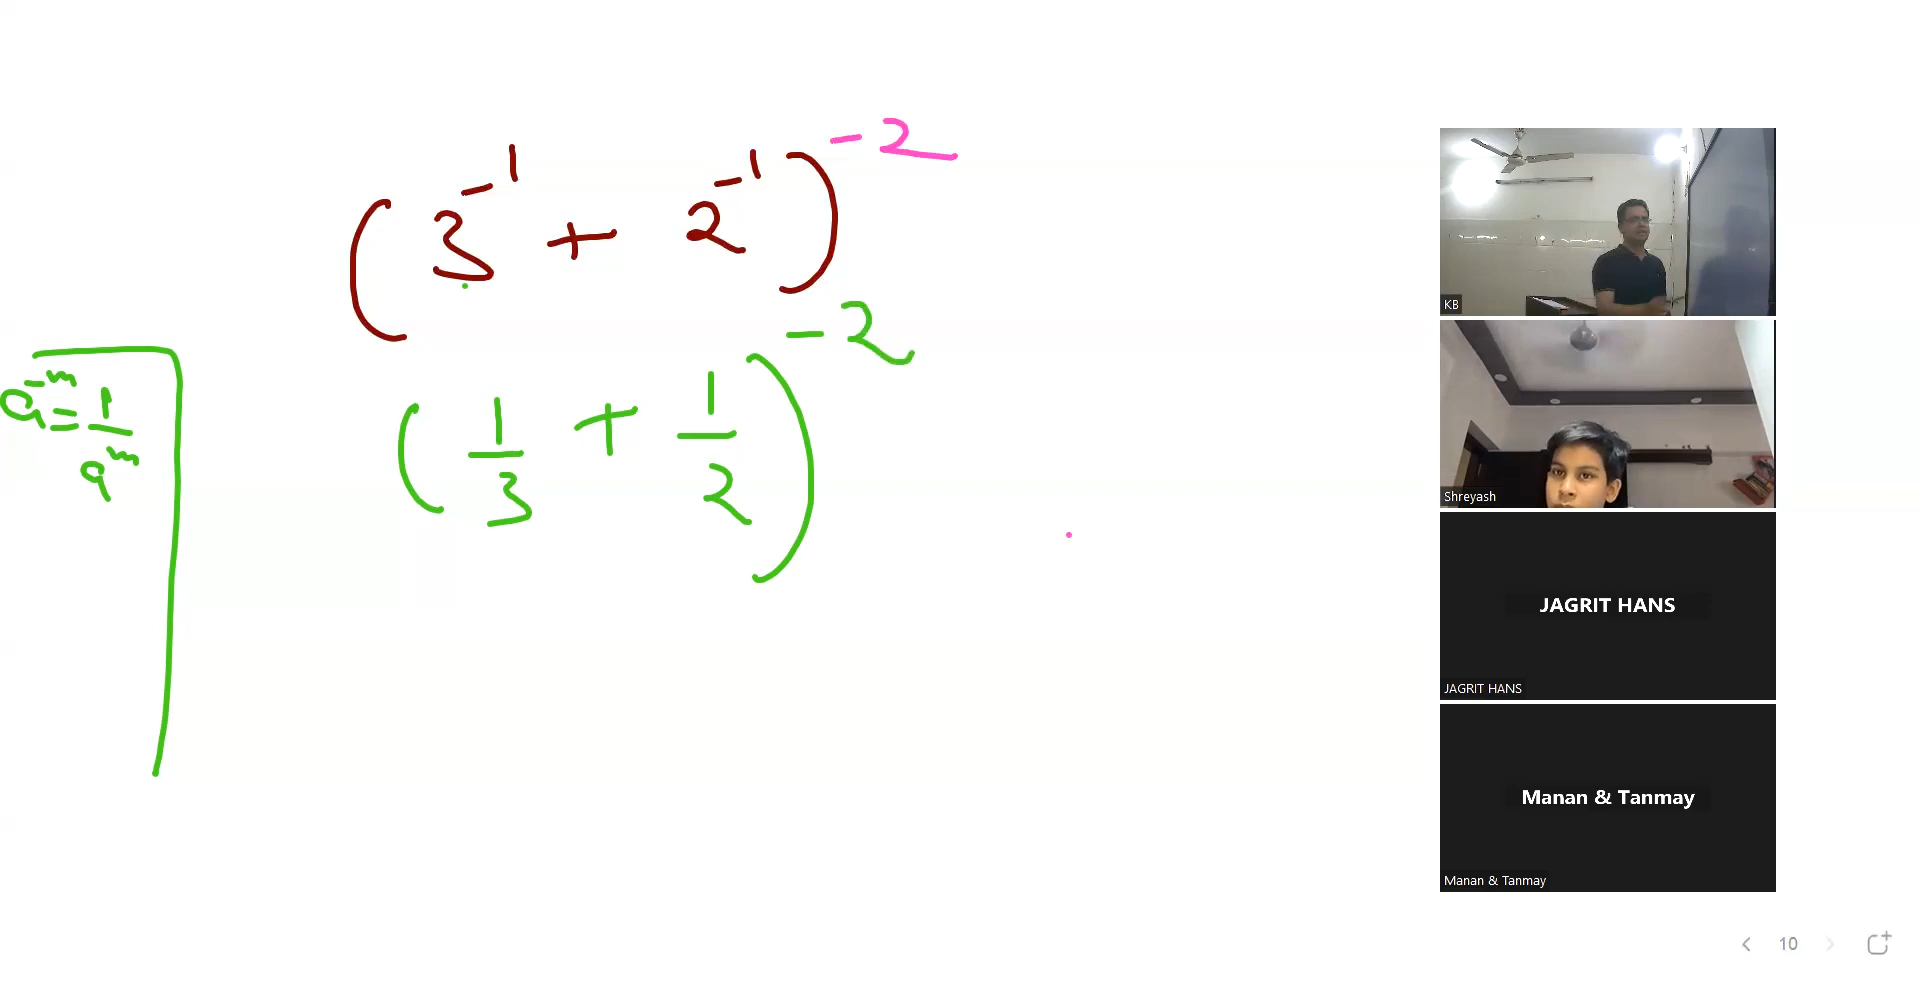 (3⁻¹ + 2⁻¹)⁻²
(1/3 + 1/2)⁻²
a⁻ᵐ = 1/aᵐ
KB
Shreyash
JAGRIT HANS
JAGRIT HANS
Manan & Tanmay
Manan & Tanmay
10